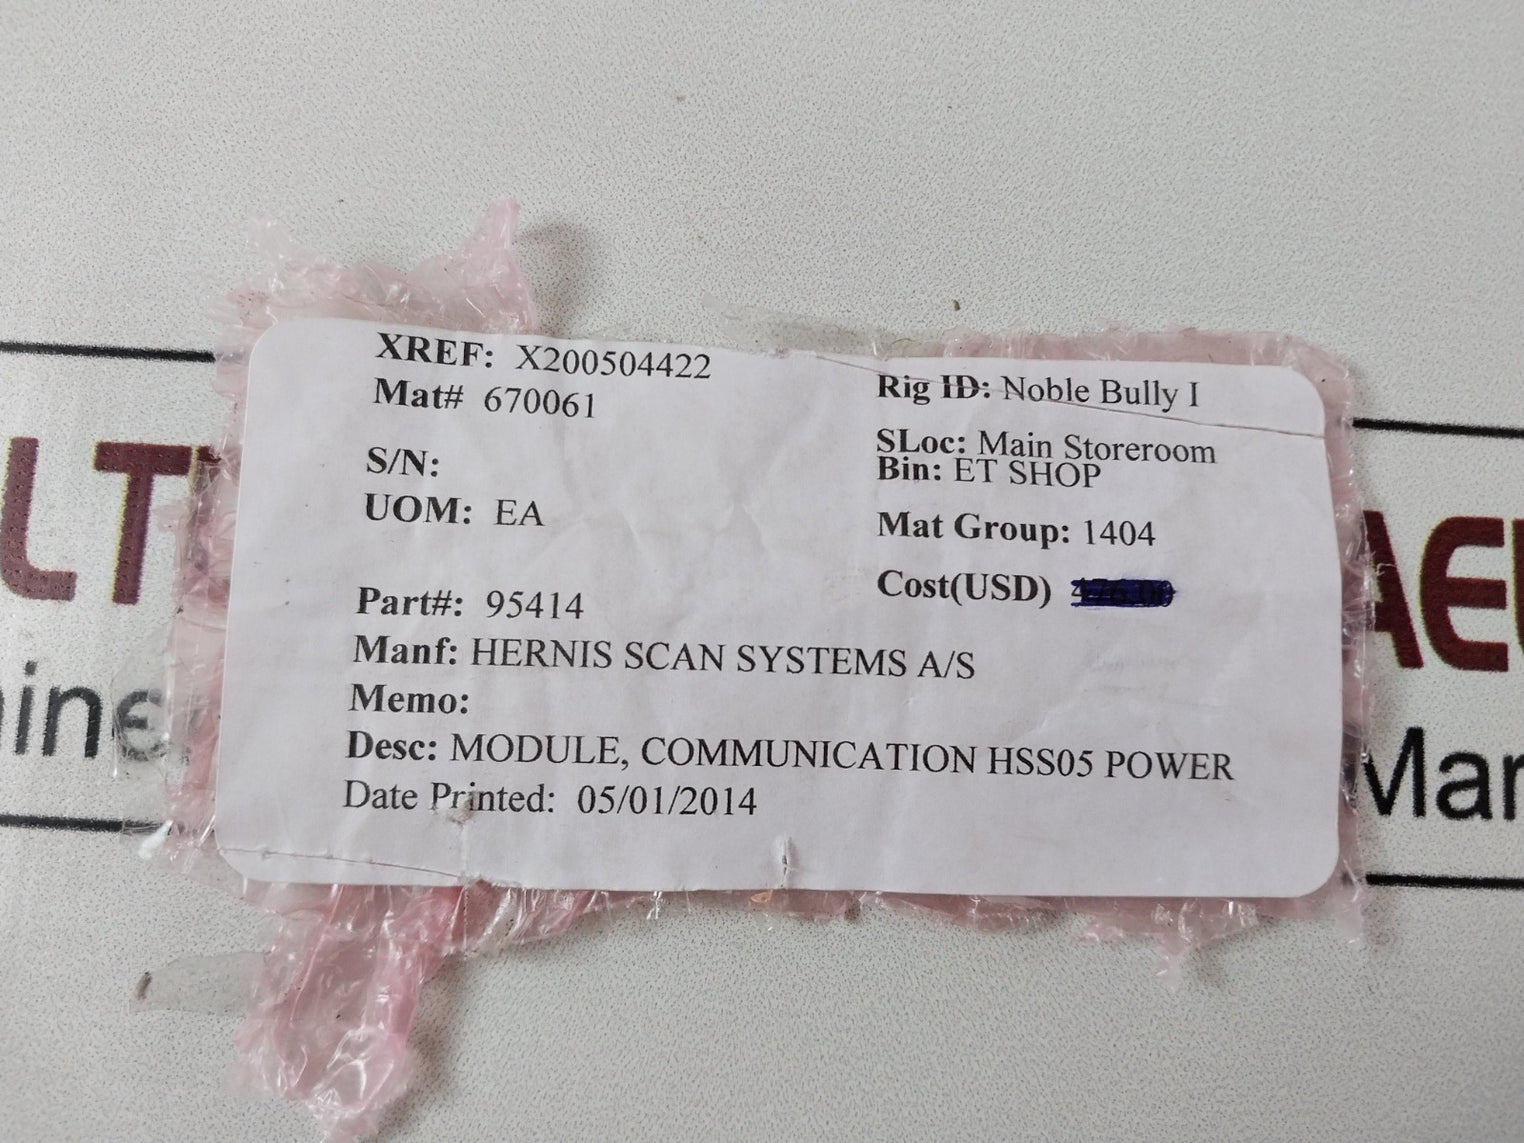 XREF: X200504422
Mat# 670061
S/N:
UOM: EA
Part#: 95414
Manf: HERNIS SCAN SYSTEMS A/S
Memo:
Desc: MODULE, COMMUNICATION HSS05 POWER
Date Printed: 05/01/2014
Rig ID: Noble Bully I
SLoc: Main Storeroom
Bin: ET SHOP
Mat Group: 1404
Cost(USD)